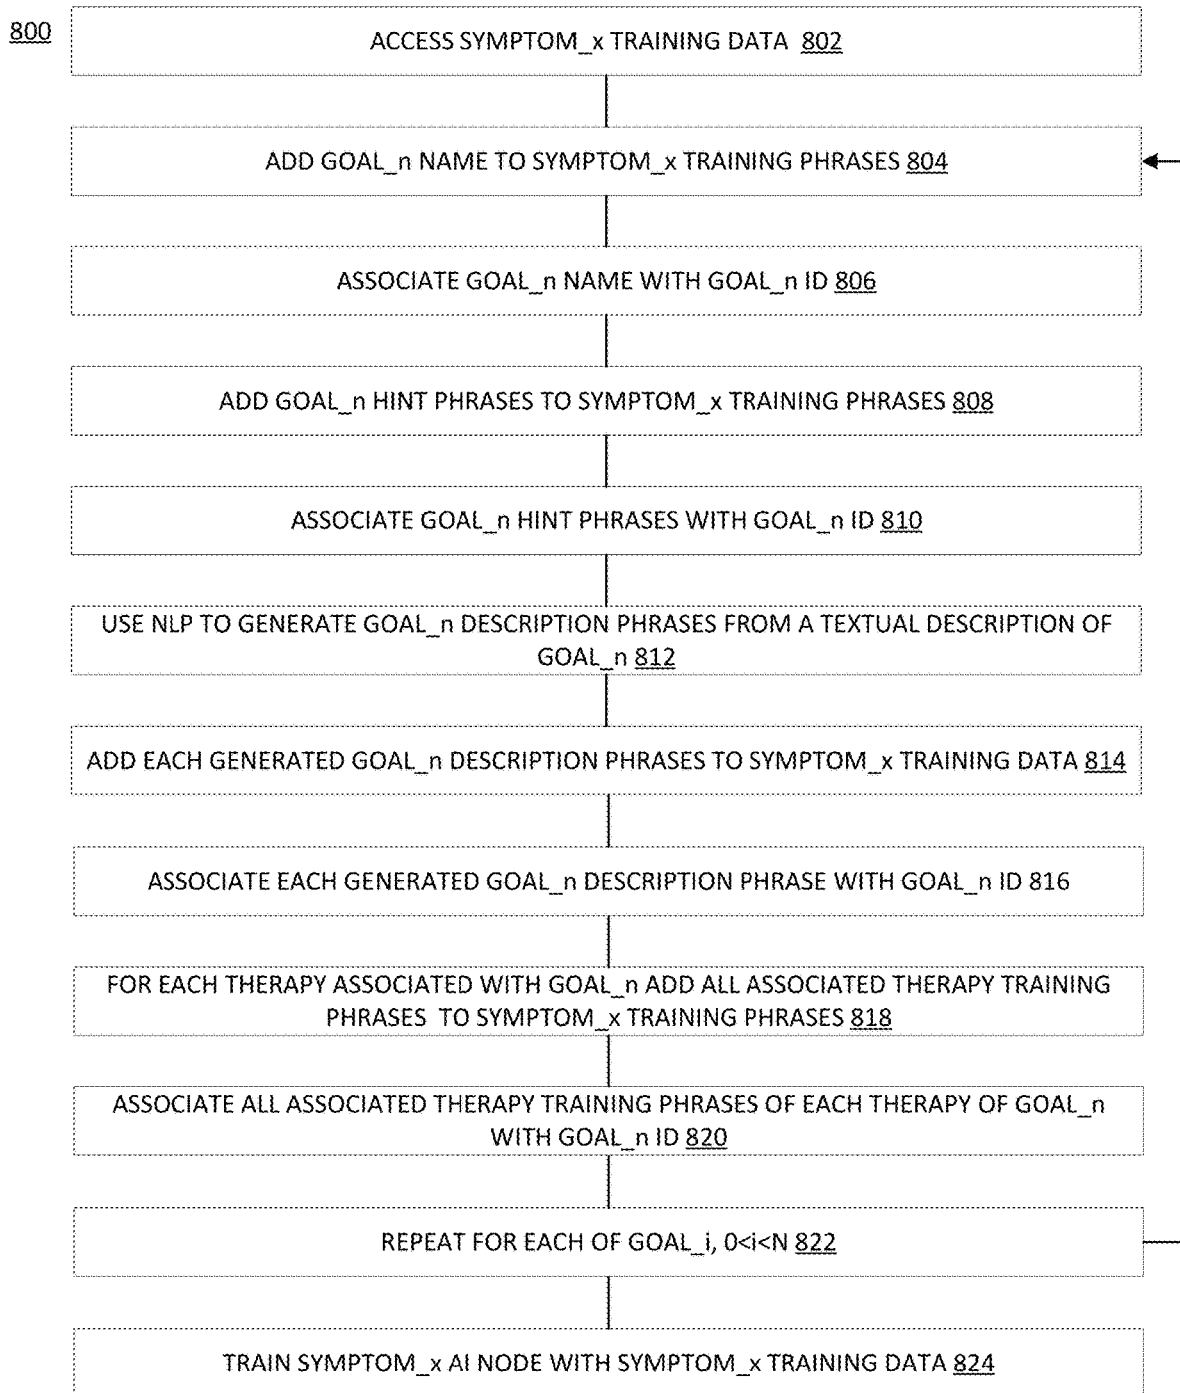 800
ACCESS SYMPTOM_x TRAINING DATA 802
ADD GOAL_n NAME TO SYMPTOM_x TRAINING PHRASES 804
ASSOCIATE GOAL_n NAME WITH GOAL_n ID 806
ADD GOAL_n HINT PHRASES TO SYMPTOM_x TRAINING PHRASES 808
ASSOCIATE GOAL_n HINT PHRASES WITH GOAL_n ID 810
USE NLP TO GENERATE GOAL_n DESCRIPTION PHRASES FROM A TEXTUAL DESCRIPTION OF
GOAL_n 812
ADD EACH GENERATED GOAL_n DESCRIPTION PHRASES TO SYMPTOM_x TRAINING DATA 814
ASSOCIATE EACH GENERATED GOAL_n DESCRIPTION PHRASE WITH GOAL_n ID 816
FOR EACH THERAPY ASSOCIATED WITH GOAL_n ADD ALL ASSOCIATED THERAPY TRAINING
PHRASES TO SYMPTOM_x TRAINING PHRASES 818
ASSOCIATE ALL ASSOCIATED THERAPY TRAINING PHRASES OF EACH THERAPY OF GOAL_n
WITH GOAL_n ID 820
REPEAT FOR EACH OF GOAL_i, 0<i<N 822
TRAIN SYMPTOM_x AI NODE WITH SYMPTOM_x TRAINING DATA 824